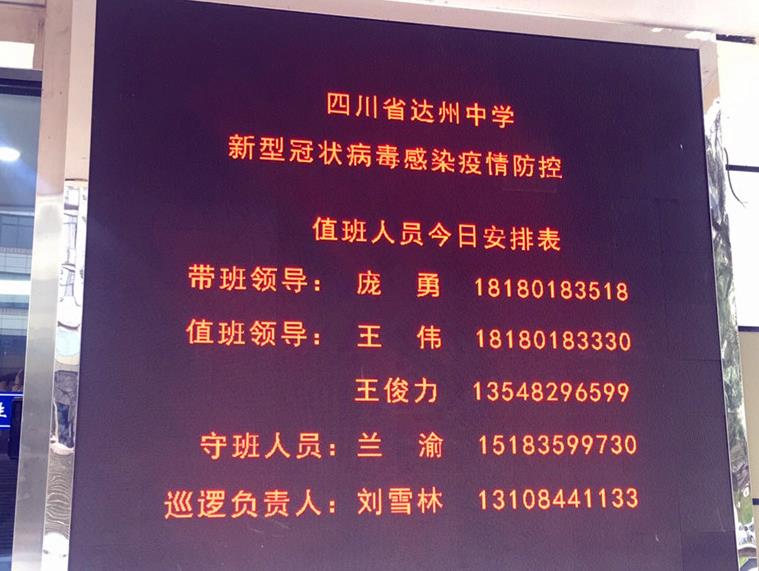 四川省达州中学
新型冠状病毒感染疫情防控
值班人员今日安排表
带班领导：庞 勇 18180183518
值班领导：王 伟 18180183330
王俊力 13548296599
守班人员：兰 渝 15183599730
巡逻负责人：刘雪林 13108441133